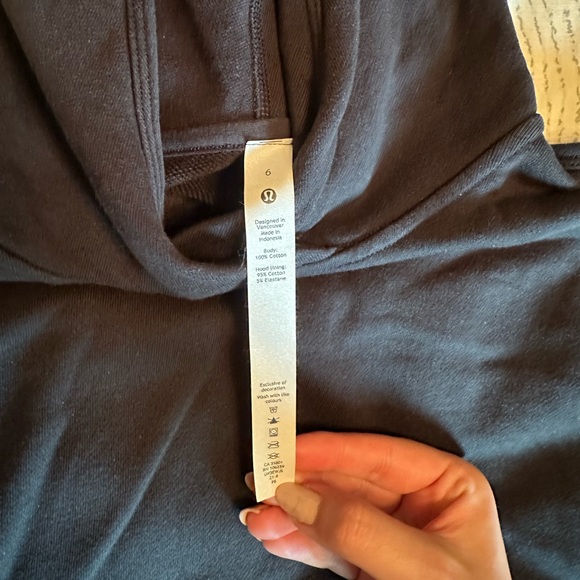 6
Designed in
Vancouver
Made in
Indonesia
Body:
100% Cotton
Hood lining:
95% Cotton
5% Elastane
Exclusive of
decoration
Wash with like
colours